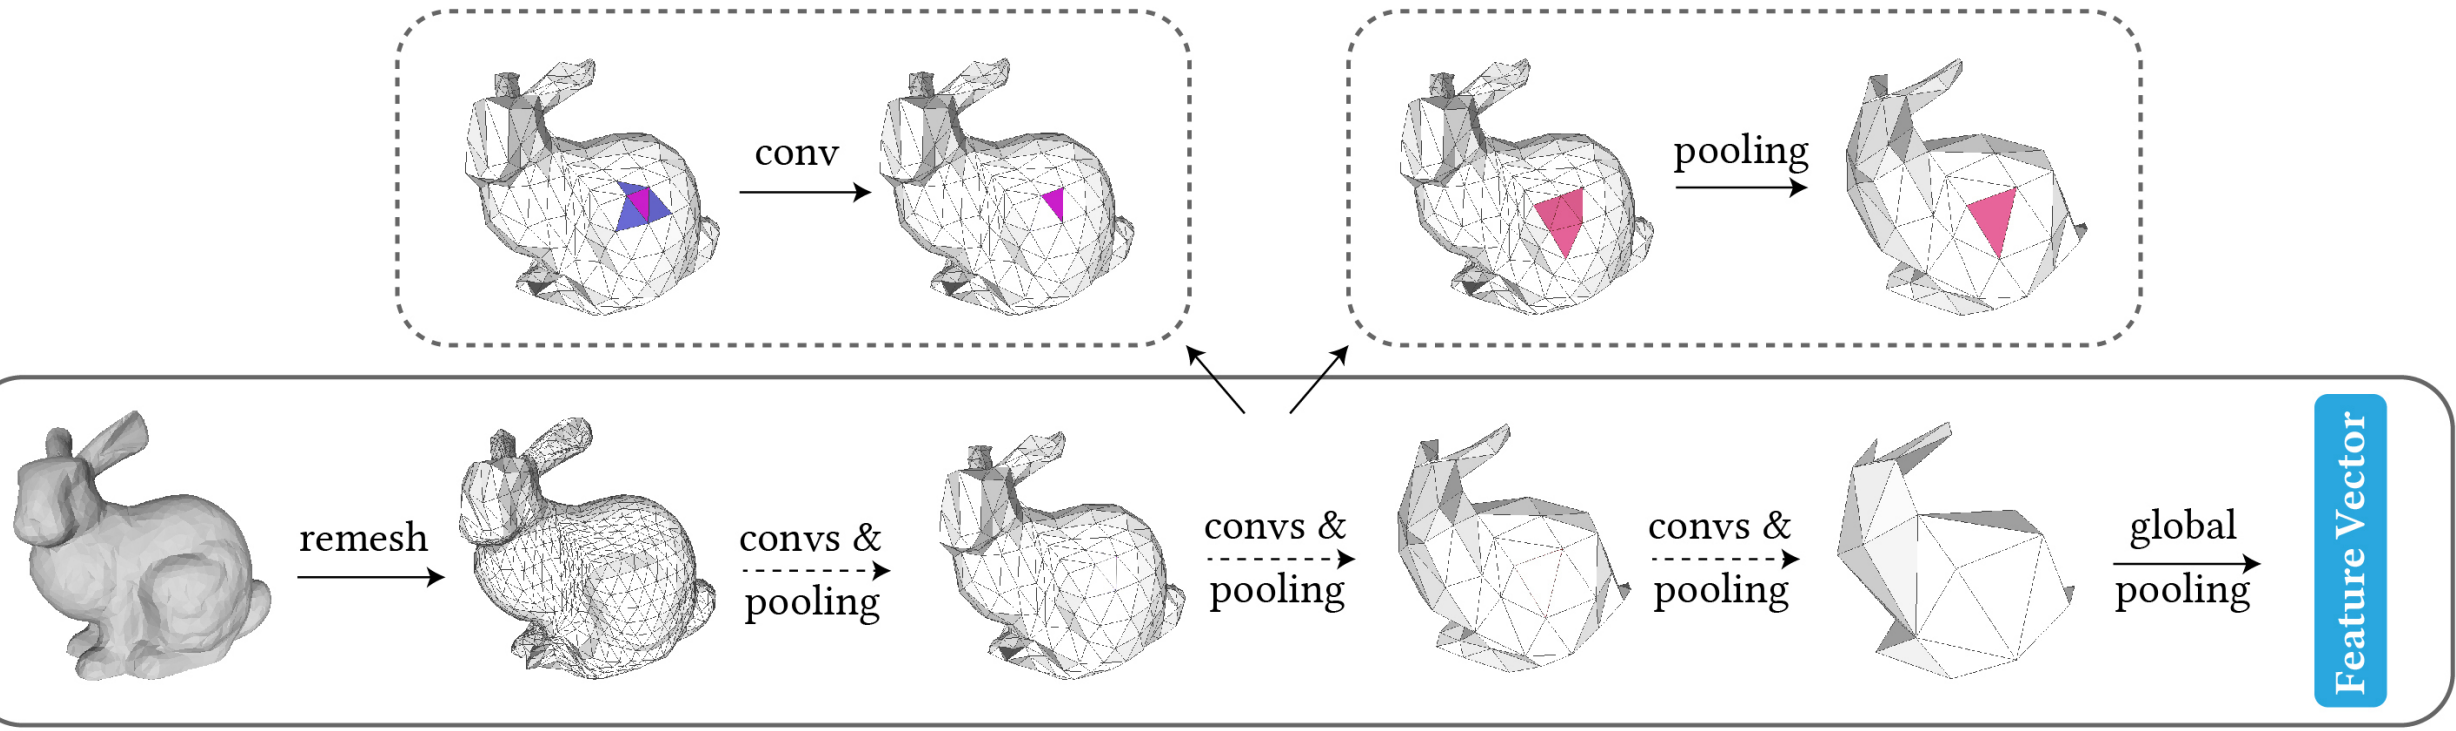 conv
pooling
remesh
convs &
pooling
convs &
pooling
convs &
pooling
global
pooling
Feature Vector